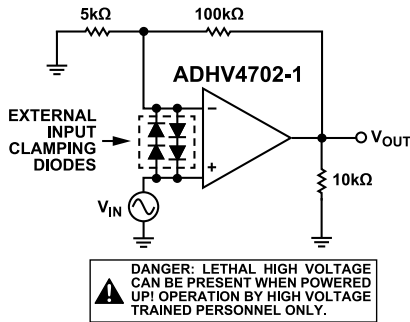 5kΩ
100kΩ
ADHV4702-1
EXTERNAL
INPUT
CLAMPING
DIODES
−
+
VOUT
10kΩ
VIN
DANGER: LETHAL HIGH VOLTAGE
CAN BE PRESENT WHEN POWERED
UP! OPERATION BY HIGH VOLTAGE
TRAINED PERSONNEL ONLY.